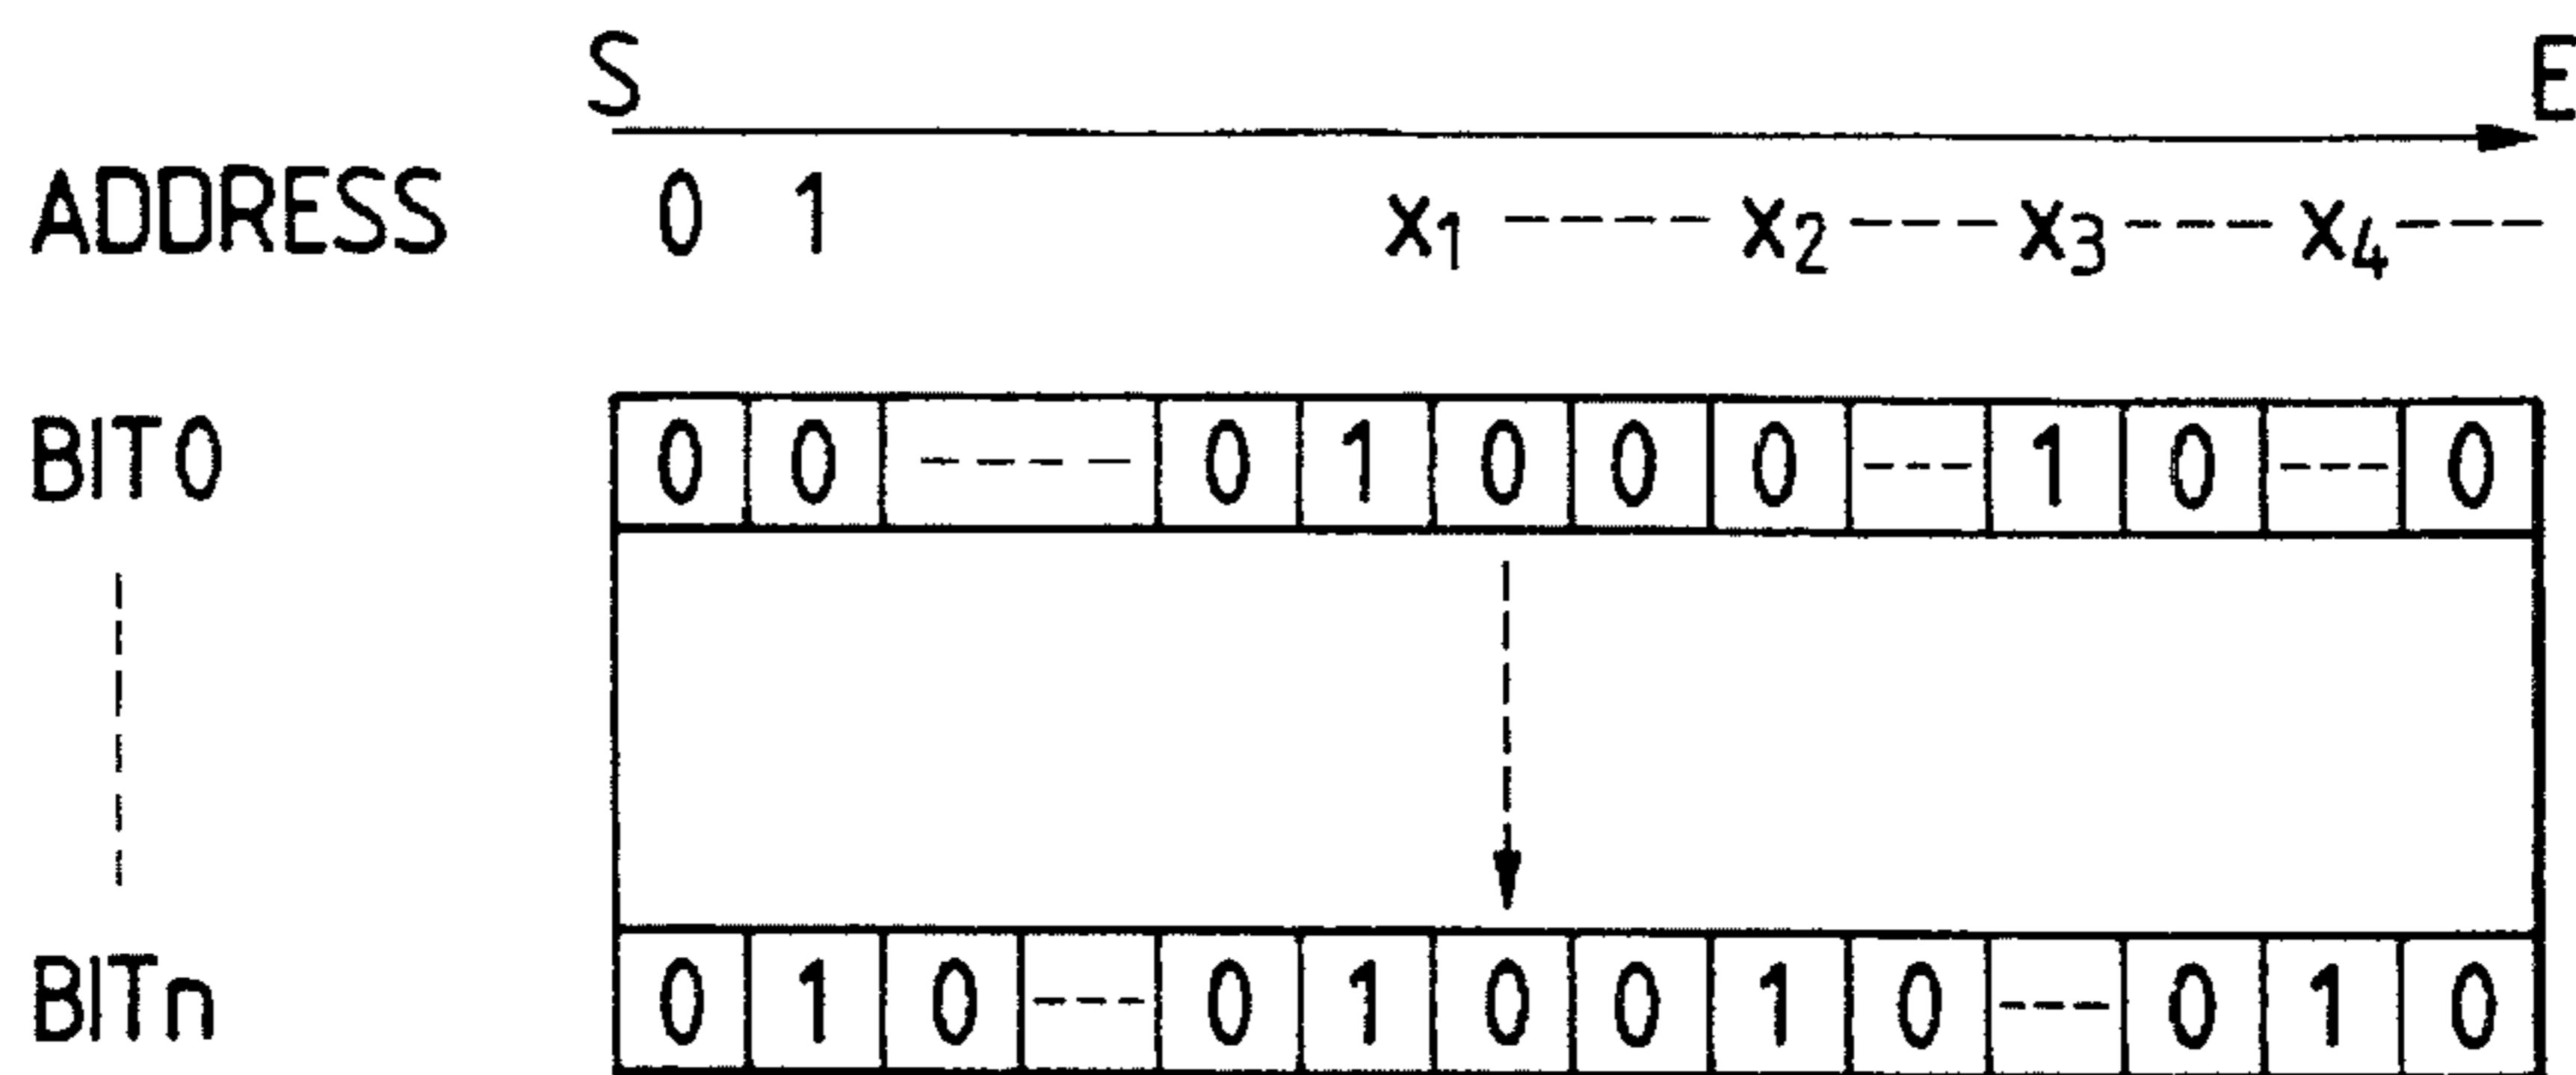 S E
ADDRESS 0 1 x₁ ---- x₂ --- x₃ --- x₄ ---
BIT0 0 0 ---- 0 1 0 0 0 --- 1 0 --- 0
BITn 0 1 0 --- 0 1 0 0 1 0 --- 0 1 0